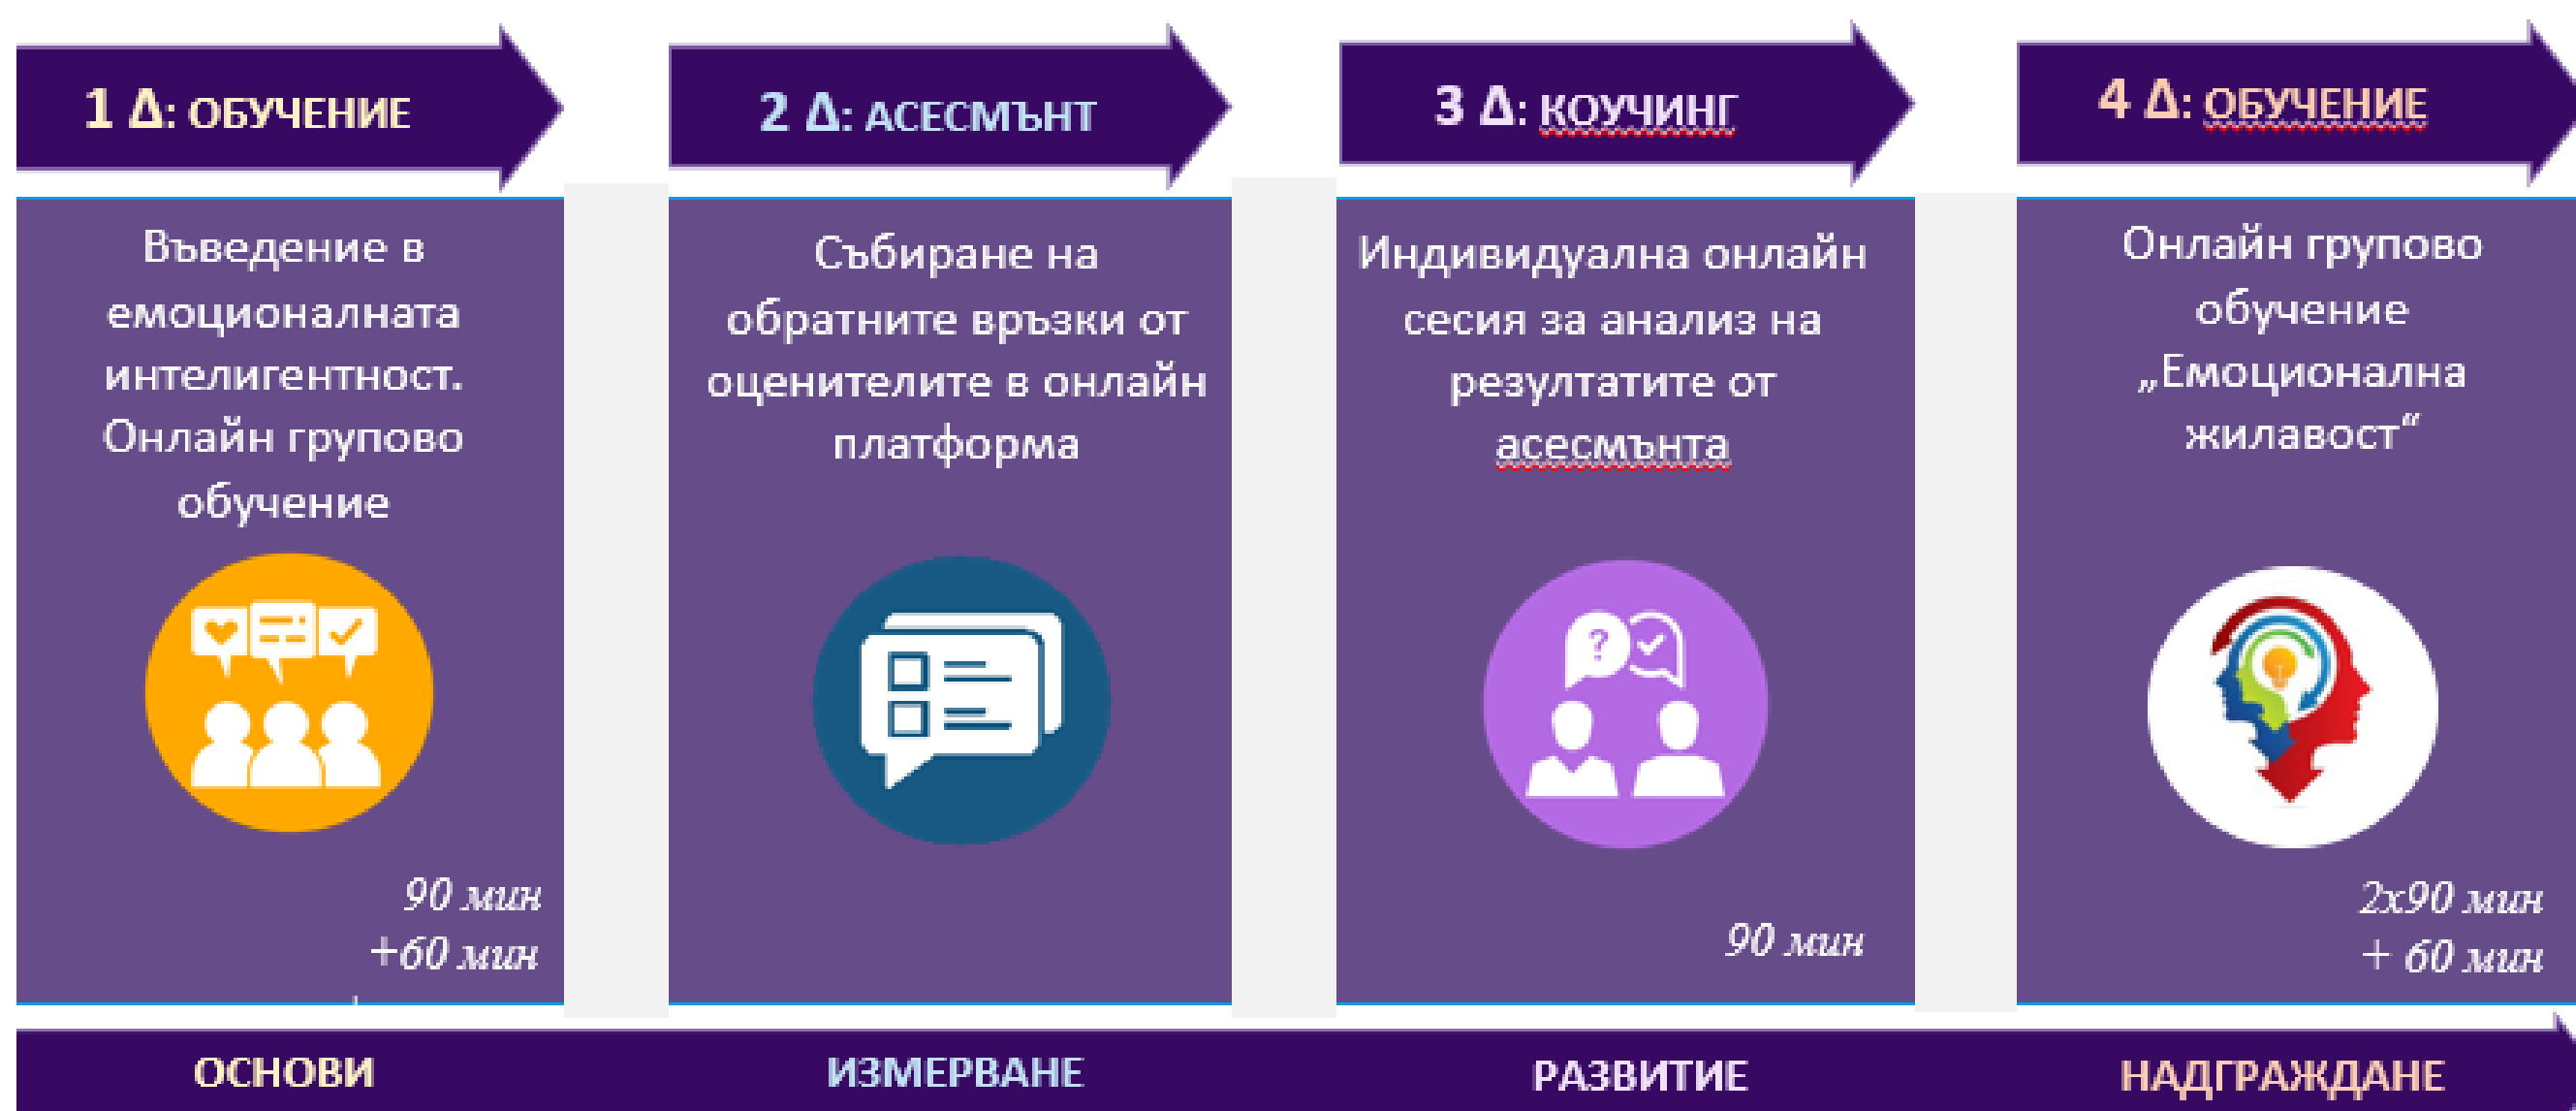 1 Δ: ОБУЧЕНИЕ
Въведение в
емоционалната
интелигентност.
Онлайн групово
обучение
90 мин
+60 мин
2 Δ: АСЕСМЪНТ
Събиране на
обратните връзки от
оценителите в онлайн
платформа
3 Δ: КОУЧИНГ
Индивидуална онлайн
сесия за анализ на
резултатите от
асесмънта
90 мин
4 Δ: ОБУЧЕНИЕ
Онлайн групово
обучение
„Емоционална
жилавост“
2x90 мин
+ 60 мин
ОСНОВИ
ИЗМЕРВАНЕ
РАЗВИТИЕ
НАДГРАЖДАНЕ